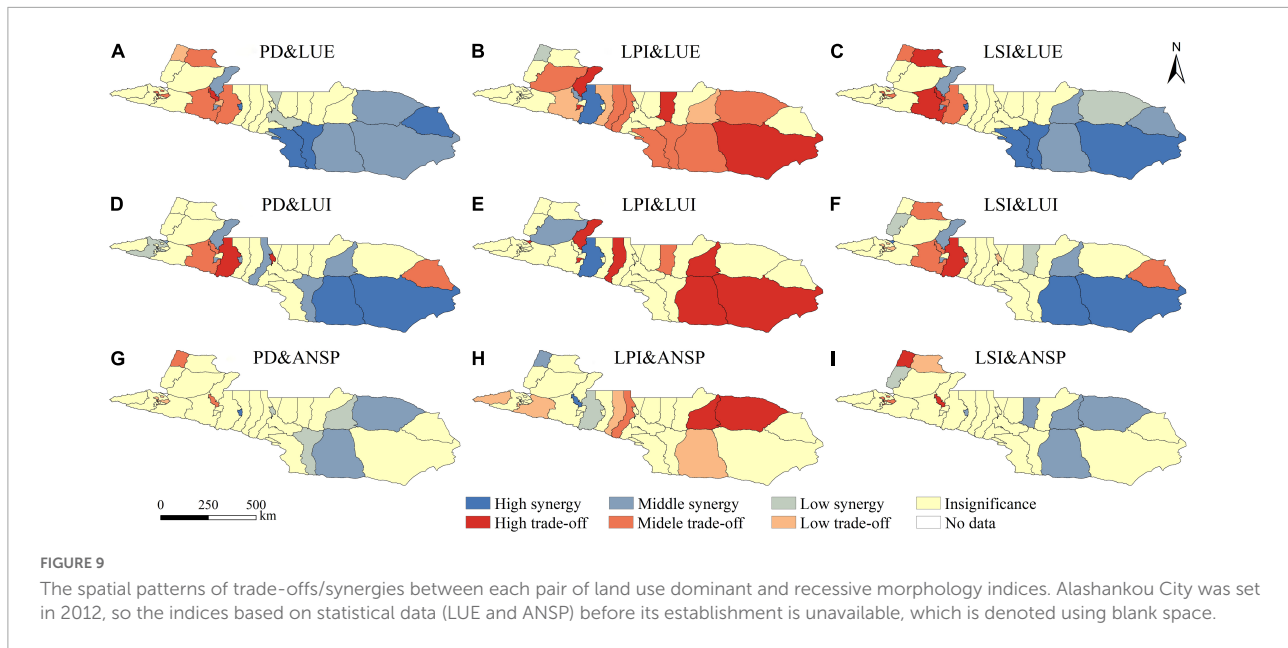 A PD&LUE B LPI&LUE C LSI&LUE N
D PD&LUI E LPI&LUI F LSI&LUI
G PD&ANSP H LPI&ANSP I LSI&ANSP
0 250 500
km
High synergy Middle synergy Low synergy Insignificance
High trade-off Midele trade-off Low trade-off No data
FIGURE 9
The spatial patterns of trade-offs/synergies between each pair of land use dominant and recessive morphology indices. Alashankou City was set
in 2012, so the indices based on statistical data (LUE and ANSP) before its establishment is unavailable, which is denoted using blank space.